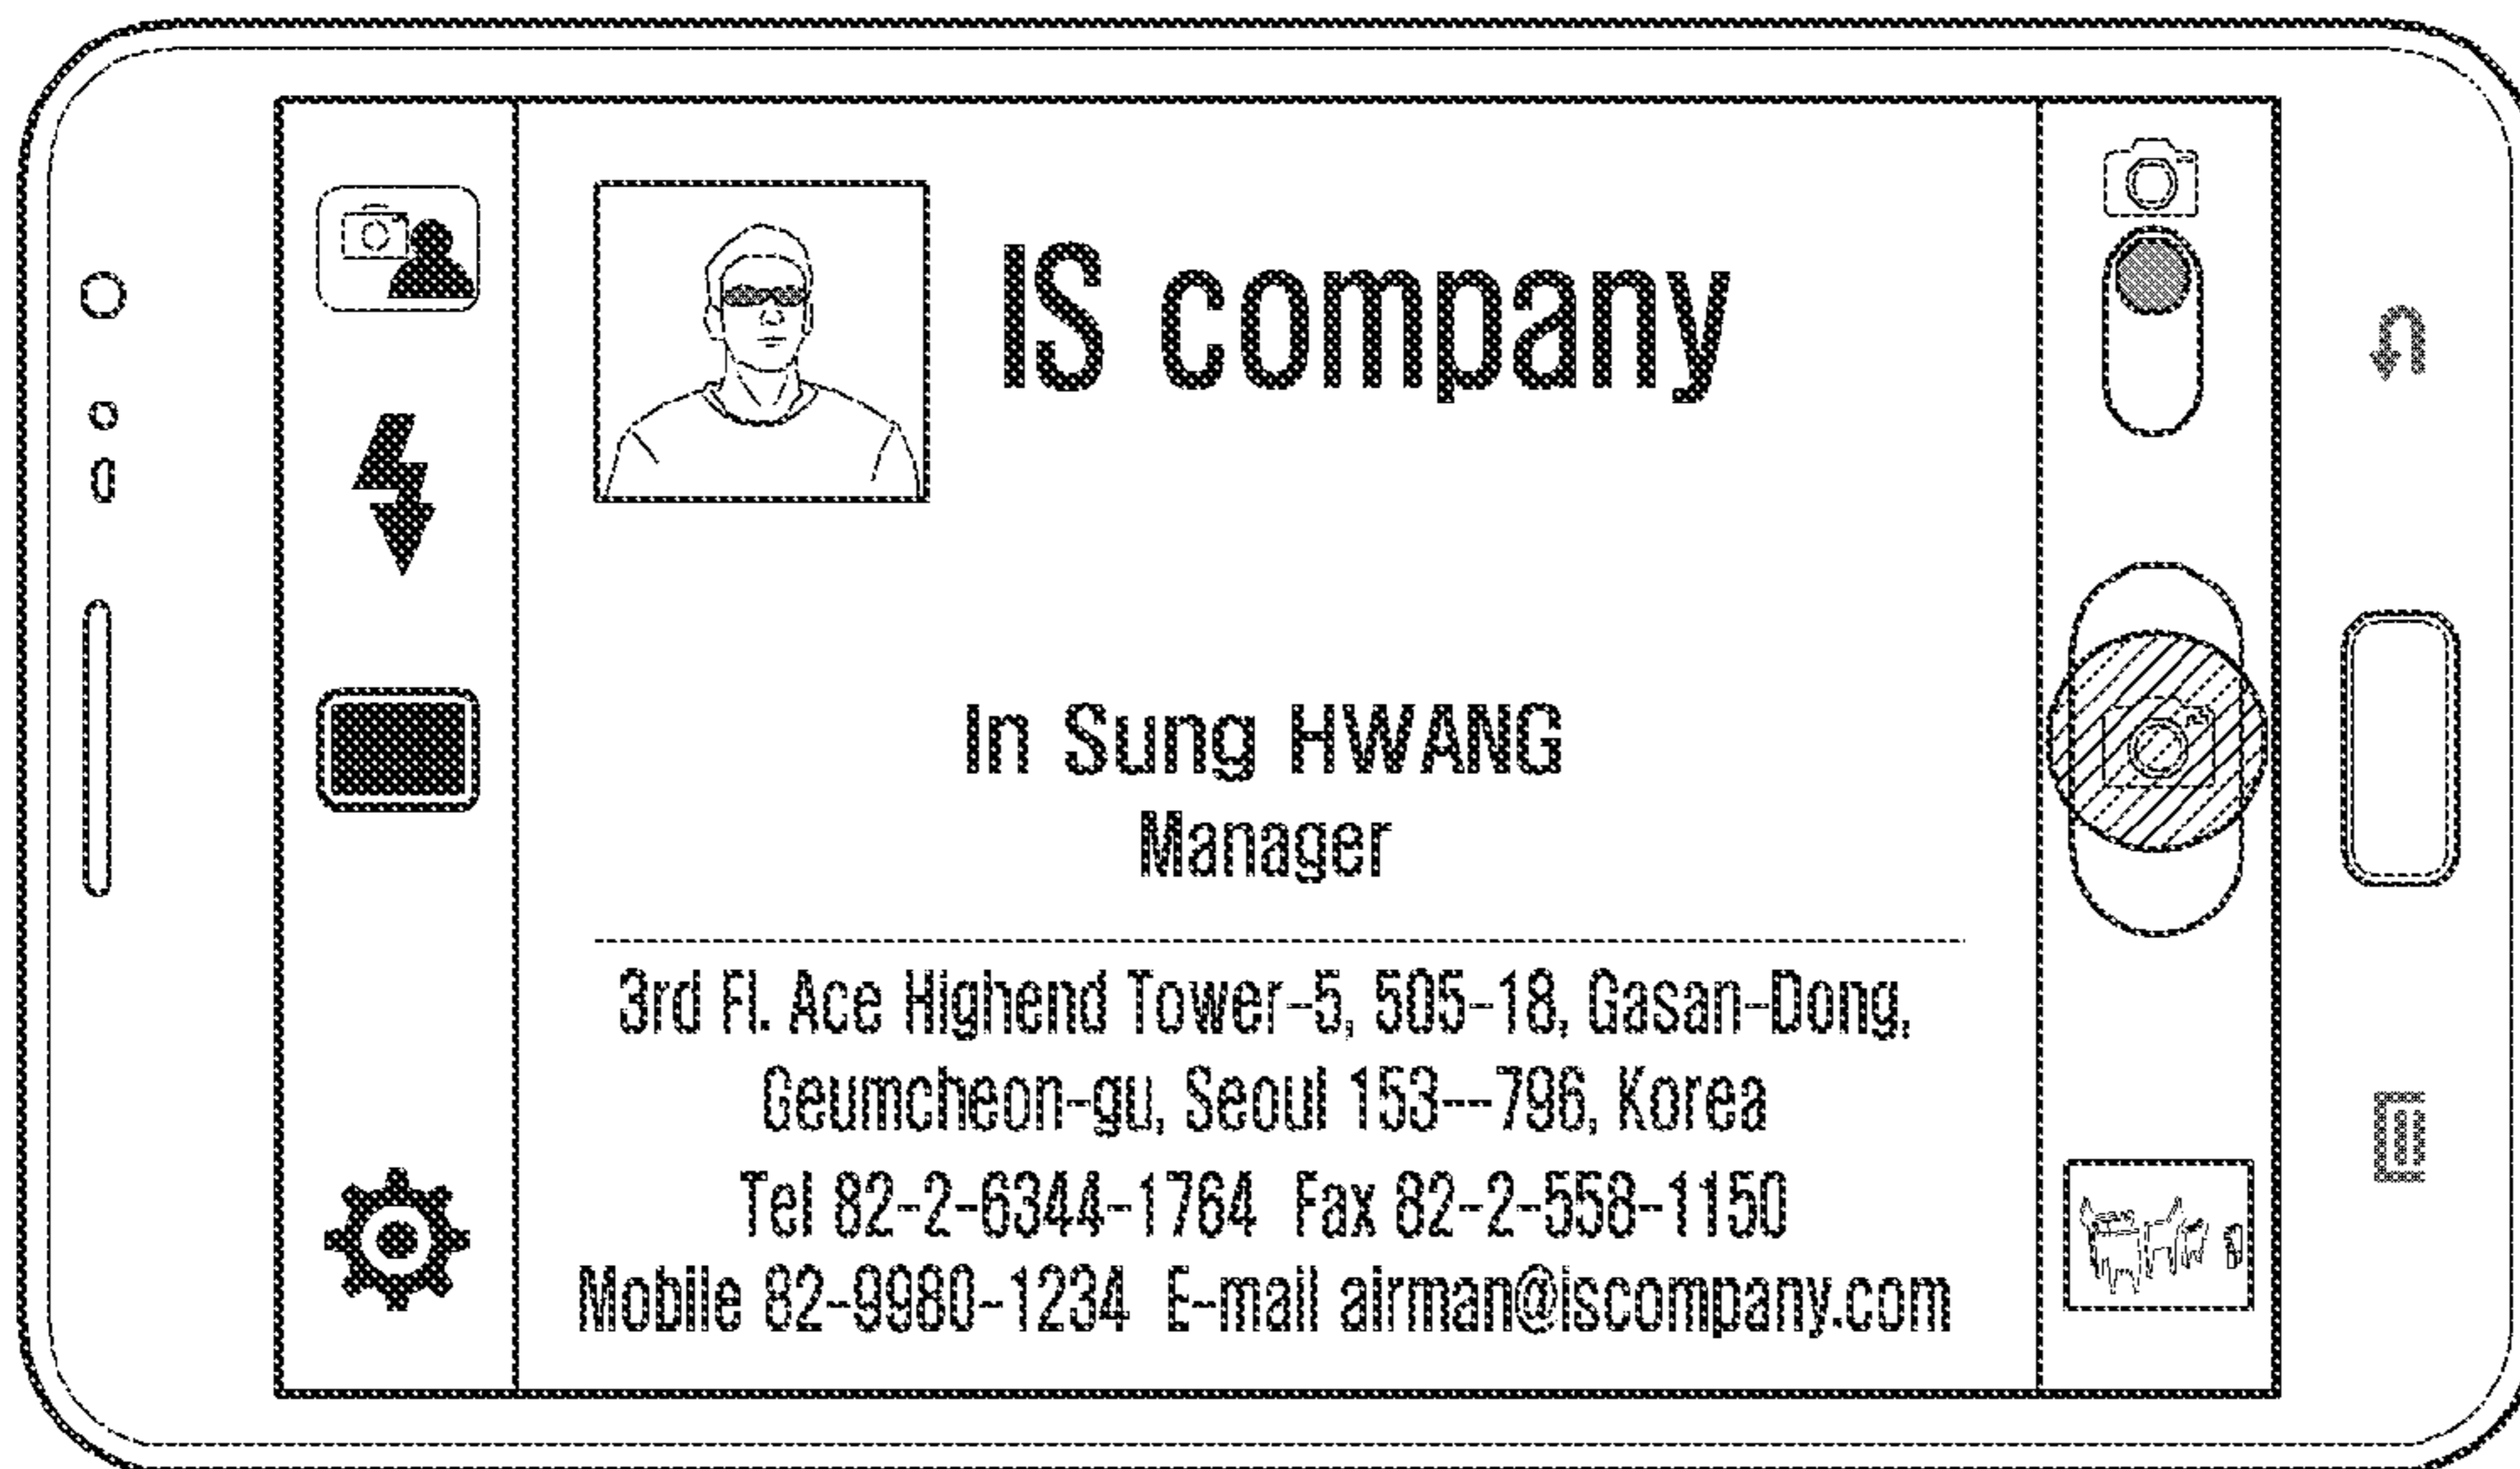 IS company
In Sung HWANG
Manager
3rd Fl. Ace Highend Tower-5, 505-18, Gasan-Dong,
Geumcheon-gu, Seoul 153--796, Korea
Tel 82-2-6344-1764 Fax 82-2-558-1150
Mobile 82-9980-1234 E-mail airman@iscompany.com